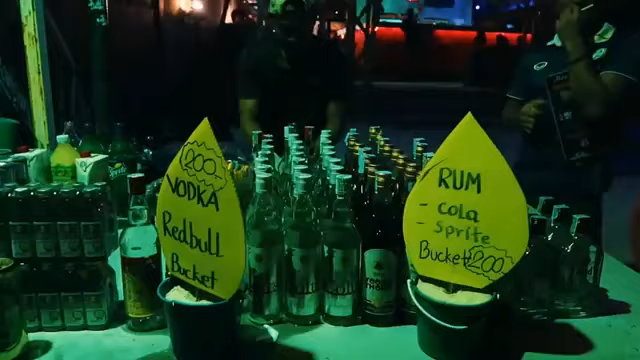 200.-
VODKA
Redbull
Bucket
RUM
- cola
- sprite
Bucket 200.-